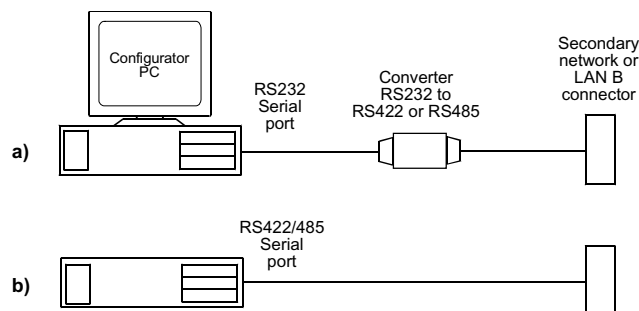 Configurator
PC
RS232
Serial
port
Converter
RS232 to
RS422 or RS485
Secondary
network or
LAN B
connector
a)
RS422/485
Serial
port
b)